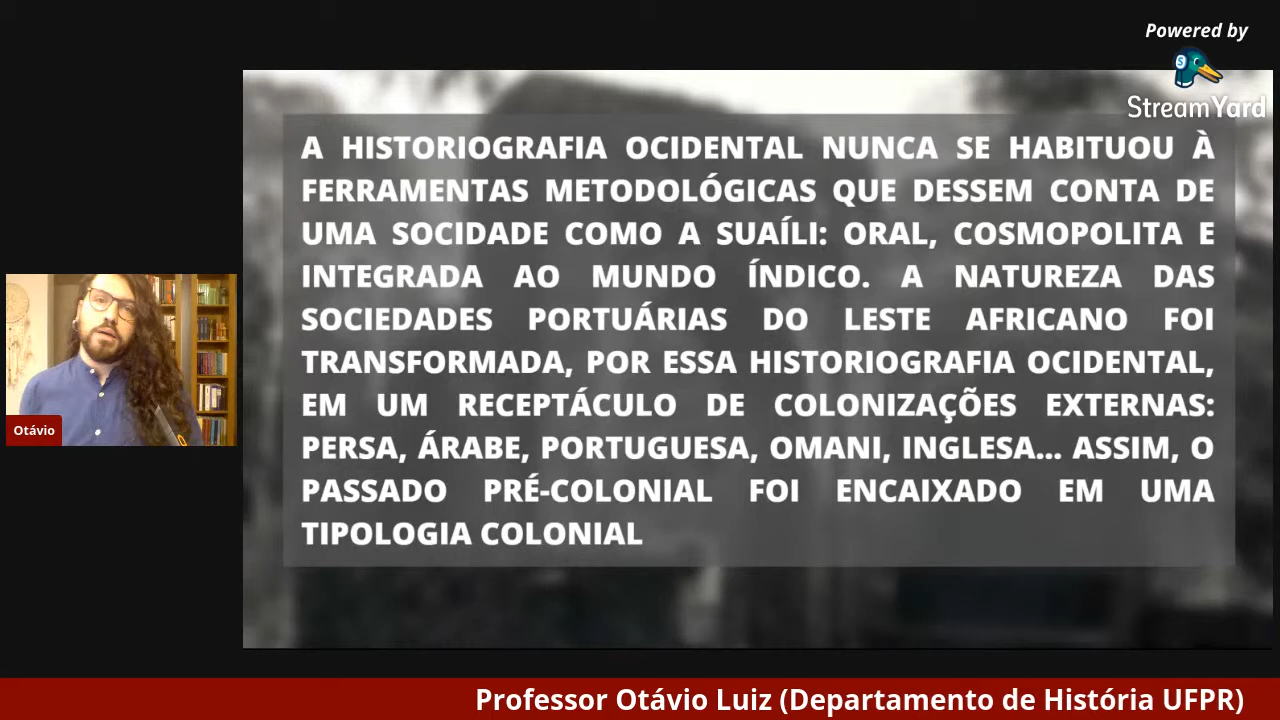 Powered by
StreamYard
A HISTORIOGRAFIA OCIDENTAL NUNCA SE HABITUOU À
FERRAMENTAS METODOLÓGICAS QUE DESSEM CONTA DE
UMA SOCIDADE COMO A SUAÍLI: ORAL, COSMOPOLITA E
INTEGRADA AO MUNDO ÍNDICO. A NATUREZA DAS
SOCIEDADES PORTUÁRIAS DO LESTE AFRICANO FOI
TRANSFORMADA, POR ESSA HISTORIOGRAFIA OCIDENTAL,
EM UM RECEPTÁCULO DE COLONIZAÇÕES EXTERNAS:
PERSA, ÁRABE, PORTUGUESA, OMANI, INGLESA... ASSIM, O
PASSADO PRÉ-COLONIAL FOI ENCAIXADO EM UMA
TIPOLOGIA COLONIAL
Otávio
Professor Otávio Luiz (Departamento de História UFPR)